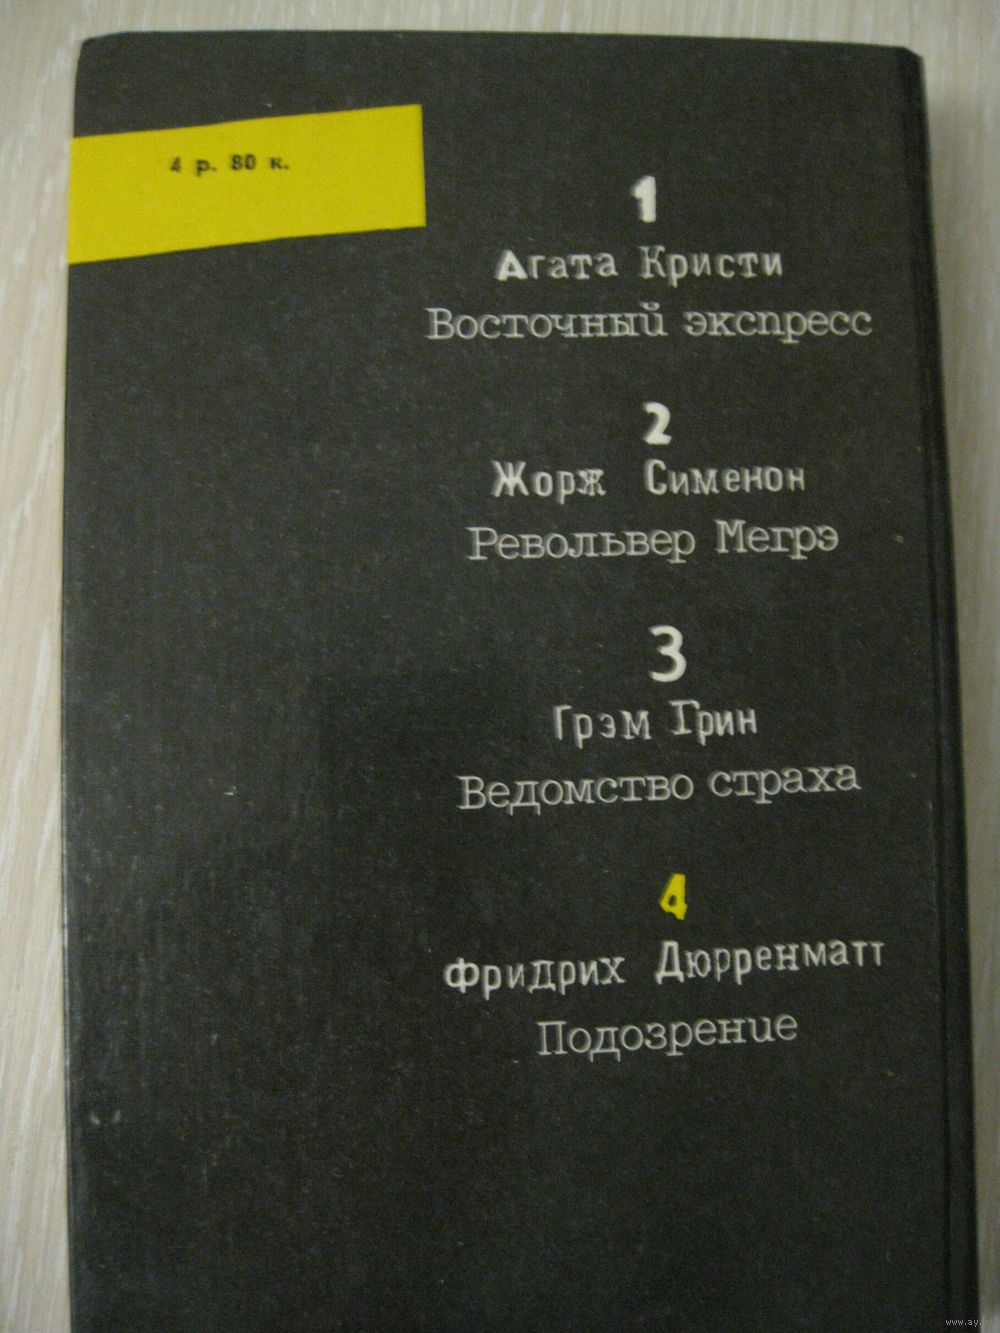 4 р. 80 к.
1
Агата Кристи
Восточный экспресс
2
Жорж Сименон
Револьвер Мегрэ
3
Грэм Грин
Ведомство страха
4
Фридрих Дюрренматт
Подозрение